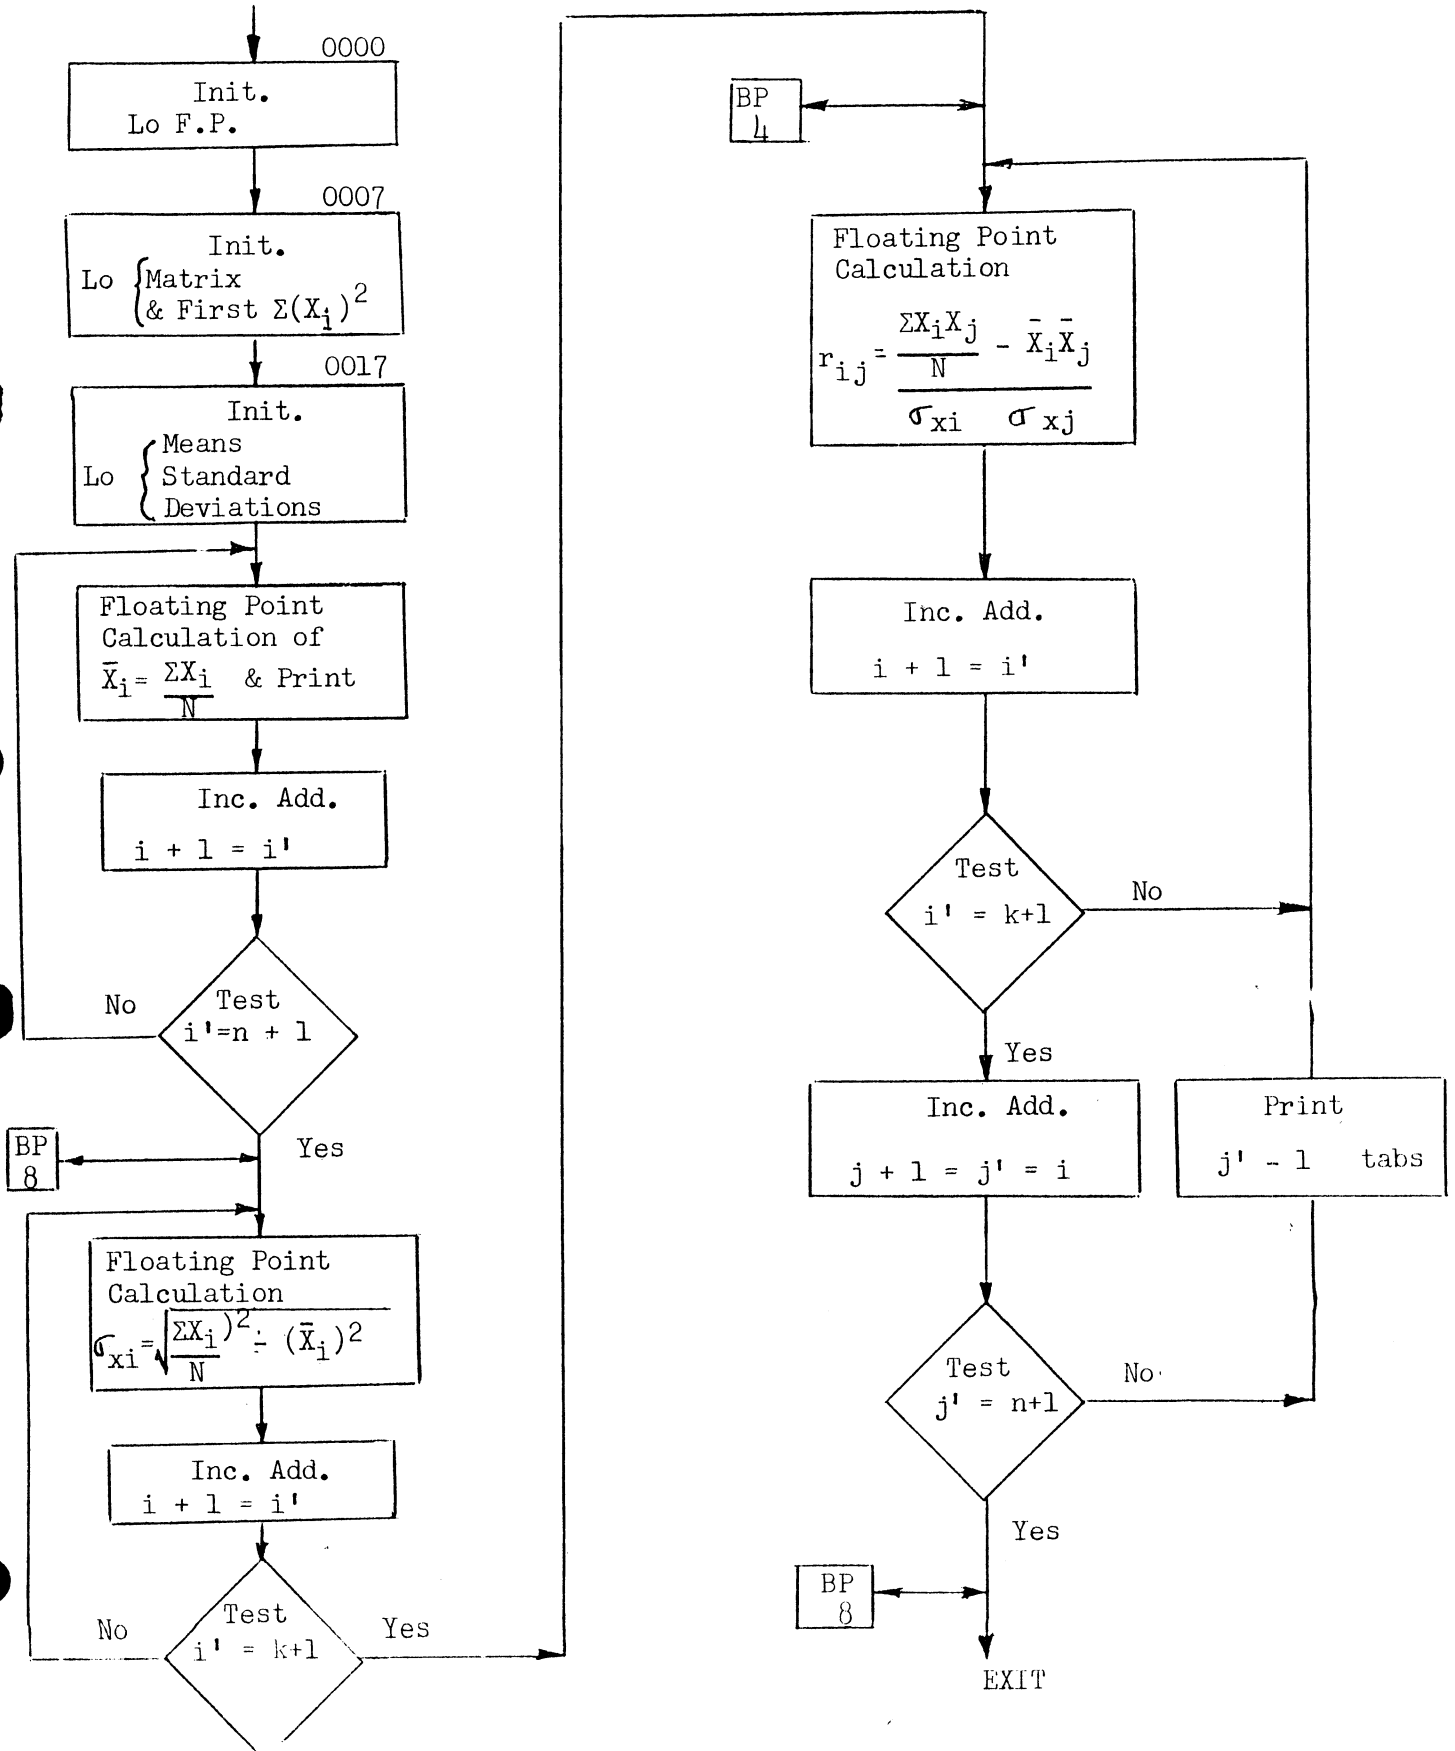 0000
Init.
Lo F.P.
0007
Init.
Lo { Matrix
& First Σ(Xi)²
0017
Init.
Means
Lo { Standard
Deviations
Floating Point
Calculation of
X̄i = ΣXi / N & Print
Inc. Add.
i + 1 = i'
Test
i'=n + 1
No
Yes
BP
8
Floating Point
Calculation
σxi = √ ΣXi)² / N - (X̄i)²
Inc. Add.
i + 1 = i'
Test
i' = k+1
No
Yes
BP
4
Floating Point
Calculation
rij = ΣXiXj / N - X̄iX̄j
σxi σxj
Inc. Add.
i + 1 = i'
Test
i' = k+1
No
Yes
Inc. Add.
j + 1 = j' = i
Print
j' - 1 tabs
Test
j' = n+1
No
Yes
BP
8
EXIT